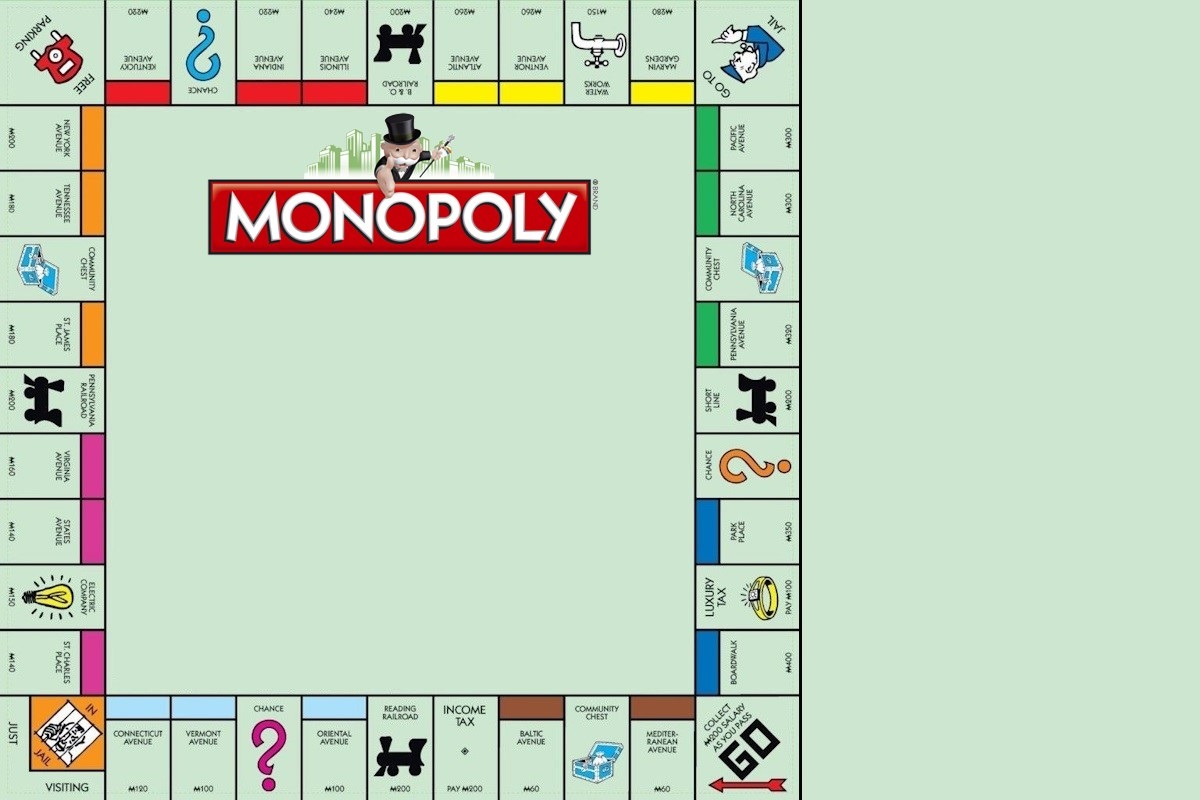 FREE
PARKING
₩220
KENTUCKY
AVENUE
CHANCE
₩220
INDIANA
AVENUE
₩240
ILLINOIS
AVENUE
₩200
B. & O.
RAILROAD
₩260
ATLANTIC
AVENUE
₩260
VENTNOR
AVENUE
₩150
WATER
WORKS
₩280
MARVIN
GARDENS
GO TO
JAIL
NEW YORK
AVENUE
₩200
TENNESSEE
AVENUE
₩180
COMMUNITY
CHEST
ST. JAMES
PLACE
₩180
PENNSYLVANIA
RAILROAD
₩200
VIRGINIA
AVENUE
₩160
STATES
AVENUE
₩140
ELECTRIC
COMPANY
₩150
ST. CHARLES
PLACE
₩140
MONOPOLY
® BRAND
PACIFIC
AVENUE
₩300
NORTH
CAROLINA
AVENUE
₩300
COMMUNITY
CHEST
PENNSYLVANIA
AVENUE
₩320
SHORT
LINE
₩200
CHANCE
PARK
PLACE
₩350
LUXURY
TAX
PAY ₩100
BOARDWALK
₩400
JUST
VISITING
IN
JAIL
CONNECTICUT
AVENUE
₩120
VERMONT
AVENUE
₩100
CHANCE
ORIENTAL
AVENUE
₩100
READING
RAILROAD
₩200
INCOME
TAX
PAY ₩200
BALTIC
AVENUE
₩60
COMMUNITY
CHEST
MEDITER-
RANEAN
AVENUE
₩60
COLLECT
₩200 SALARY
AS YOU PASS
GO